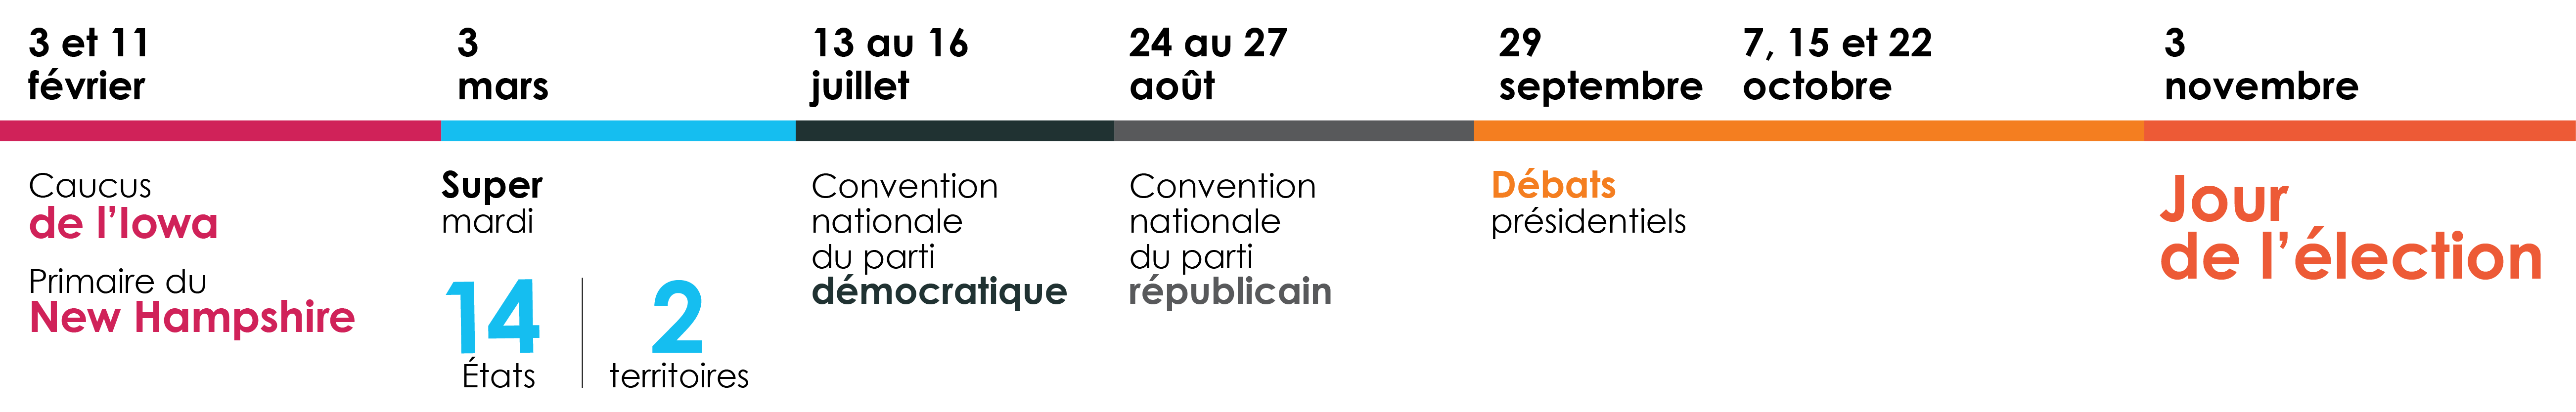 3 et 11
février
3
mars
13 au 16
juillet
24 au 27
août
29
septembre
7, 15 et 22
octobre
3
novembre
Caucus
de l’Iowa
Primaire du
New Hampshire
Super
mardi
14
États
2
territoires
Convention
nationale
du parti
démocratique
Convention
nationale
du parti
républicain
Débats
présidentiels
Jour
de l’élection